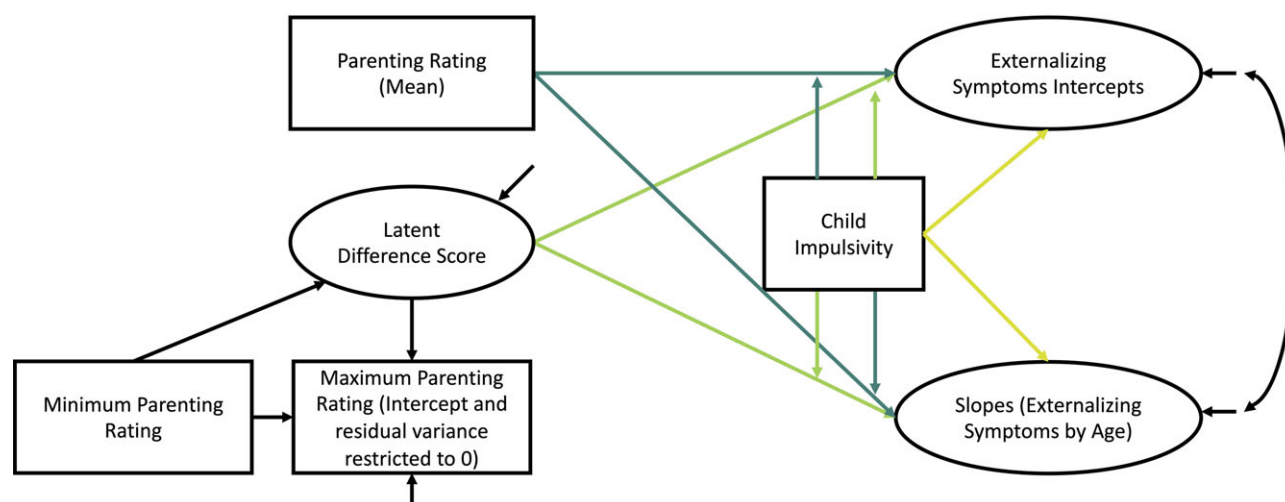 Parenting Rating
(Mean)
Externalizing
Symptoms Intercepts
Latent
Difference Score
Child
Impulsivity
Minimum Parenting
Rating
Maximum Parenting
Rating (Intercept and
residual variance
restricted to 0)
Slopes (Externalizing
Symptoms by Age)